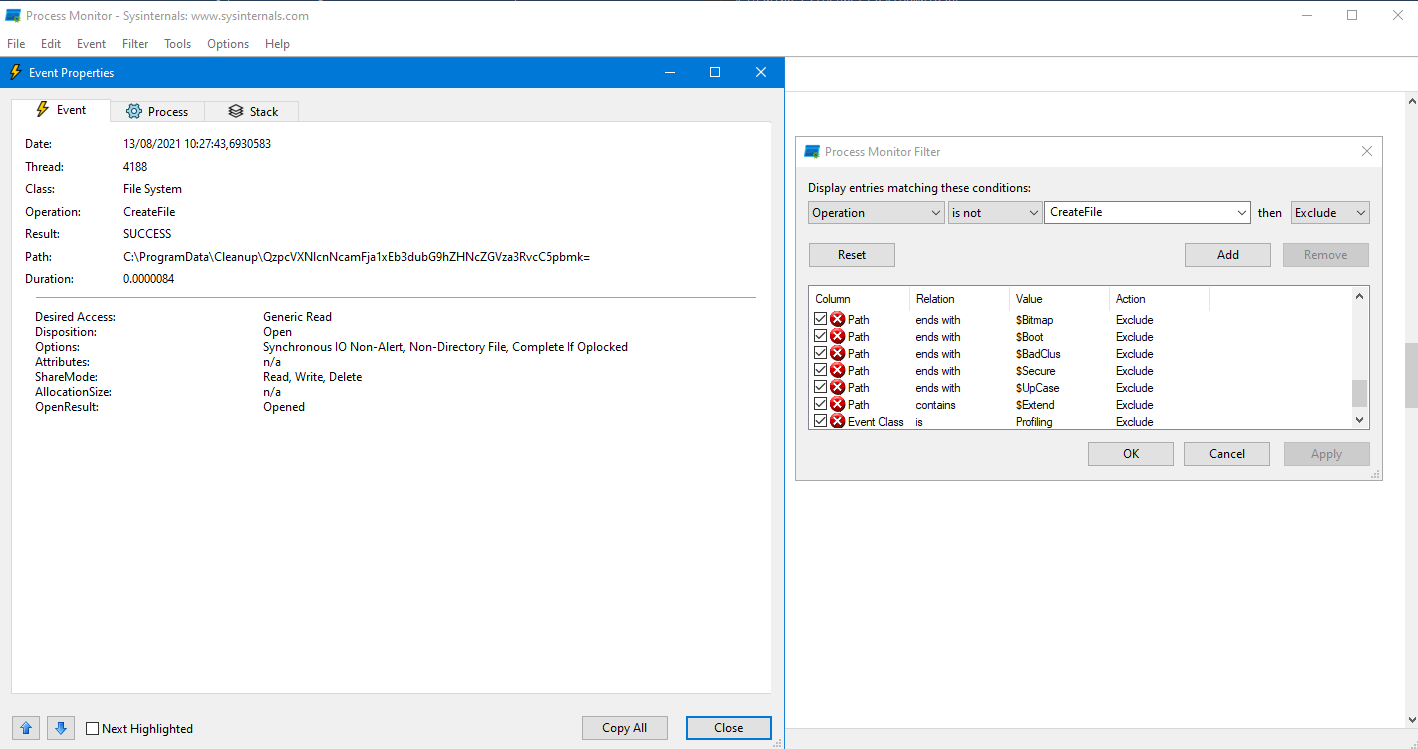 Process Monitor - Sysinternals: www.sysinternals.com
File Edit Event Filter Tools Options Help
Event Properties
Event Process Stack
Date: 13/08/2021 10:27:43,6930583
Thread: 4188
Class: File System
Operation: CreateFile
Result: SUCCESS
Path: C:\ProgramData\Cleanup\QzpcVXNlcnNcamFja1xEb3dubG9hZHNcZGVza3RvcC5pbmk=
Duration: 0.0000084
Desired Access: Generic Read
Disposition: Open
Options: Synchronous IO Non-Alert, Non-Directory File, Complete If Oplocked
Attributes: n/a
ShareMode: Read, Write, Delete
AllocationSize: n/a
OpenResult: Opened
Next Highlighted Copy All Close
Process Monitor Filter
Display entries matching these conditions:
Operation is not CreateFile then Exclude
Reset Add Remove
Column Relation Value Action
Path ends with $Bitmap Exclude
Path ends with $Boot Exclude
Path ends with $BadClus Exclude
Path ends with $Secure Exclude
Path ends with $UpCase Exclude
Path contains $Extend Exclude
Event Class is Profiling Exclude
OK Cancel Apply